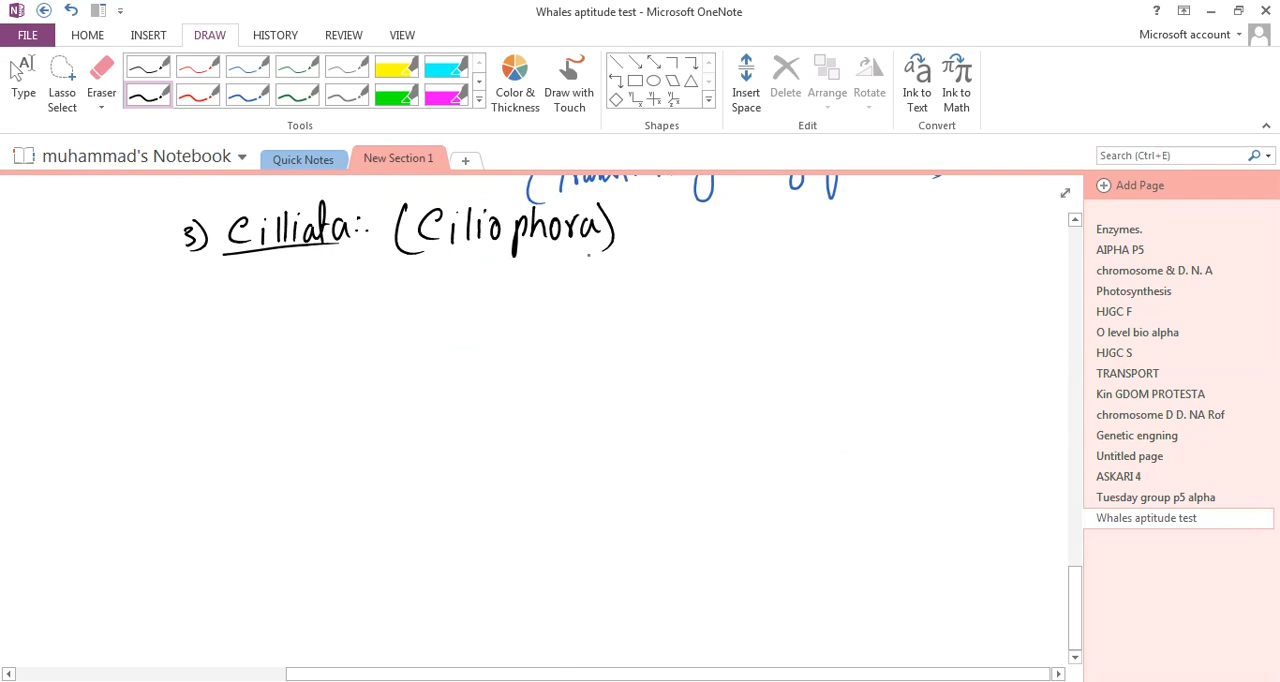 Whales aptitude test - Microsoft OneNote
FILE HOME INSERT DRAW HISTORY REVIEW VIEW
Microsoft account
Type Lasso Select Eraser
Color & Thickness Draw with Touch
Insert Space Delete Arrange Rotate
Ink to Text Ink to Math
Tools Shapes Edit Convert
muhammad's Notebook Quick Notes New Section 1
Search (Ctrl+E)
Add Page
3) Cilliata:. (Ciliophora)
Enzymes.
AlPHA P5
chromosome & D. N. A
Photosynthesis
HJGC F
O level bio alpha
HJGC S
TRANSPORT
Kin GDOM PROTESTA
chromosome D D. NA Rof
Genetic engning
Untitled page
ASKARI 4
Tuesday group p5 alpha
Whales aptitude test